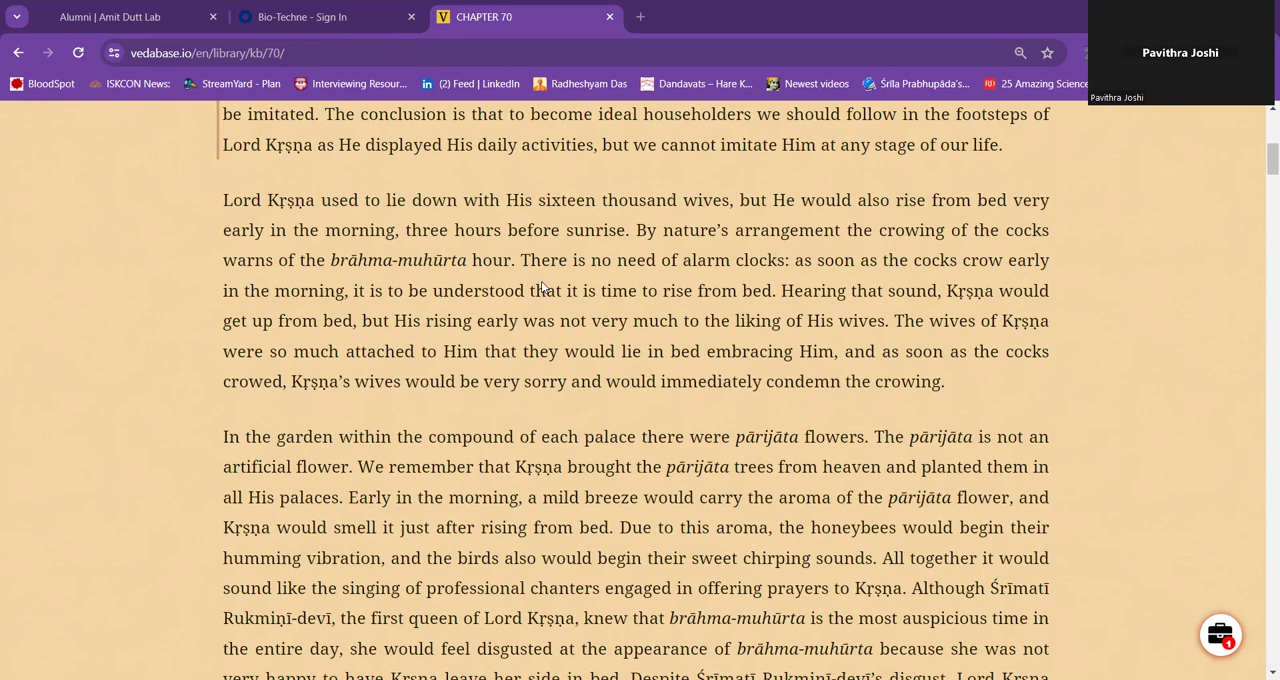 Alumni | Amit Dutt Lab
Bio-Techne - Sign In
CHAPTER 70
vedabase.io/en/library/kb/70/
BloodSpot
ISKCON News:
StreamYard - Plan
Interviewing Resour...
(2) Feed | LinkedIn
Radheshyam Das
Dandavats – Hare K...
Newest videos
Śrīla Prabhupāda's...
25 Amazing Science
Pavithra Joshi
Pavithra Joshi
be imitated. The conclusion is that to become ideal householders we should follow in the footsteps of
Lord Kṛṣṇa as He displayed His daily activities, but we cannot imitate Him at any stage of our life.
Lord Kṛṣṇa used to lie down with His sixteen thousand wives, but He would also rise from bed very
early in the morning, three hours before sunrise. By nature’s arrangement the crowing of the cocks
warns of the brāhma-muhūrta hour. There is no need of alarm clocks: as soon as the cocks crow early
in the morning, it is to be understood that it is time to rise from bed. Hearing that sound, Kṛṣṇa would
get up from bed, but His rising early was not very much to the liking of His wives. The wives of Kṛṣṇa
were so much attached to Him that they would lie in bed embracing Him, and as soon as the cocks
crowed, Kṛṣṇa’s wives would be very sorry and would immediately condemn the crowing.
In the garden within the compound of each palace there were pārijāta flowers. The pārijāta is not an
artificial flower. We remember that Kṛṣṇa brought the pārijāta trees from heaven and planted them in
all His palaces. Early in the morning, a mild breeze would carry the aroma of the pārijāta flower, and
Kṛṣṇa would smell it just after rising from bed. Due to this aroma, the honeybees would begin their
humming vibration, and the birds also would begin their sweet chirping sounds. All together it would
sound like the singing of professional chanters engaged in offering prayers to Kṛṣṇa. Although Śrīmatī
Rukmiṇī-devī, the first queen of Lord Kṛṣṇa, knew that brāhma-muhūrta is the most auspicious time in
the entire day, she would feel disgusted at the appearance of brāhma-muhūrta because she was not
very happy to have Kṛṣṇa leave her side in bed. Despite Śrīmatī Rukmiṇī-devī’s disgust, Lord Kṛṣṇa
1